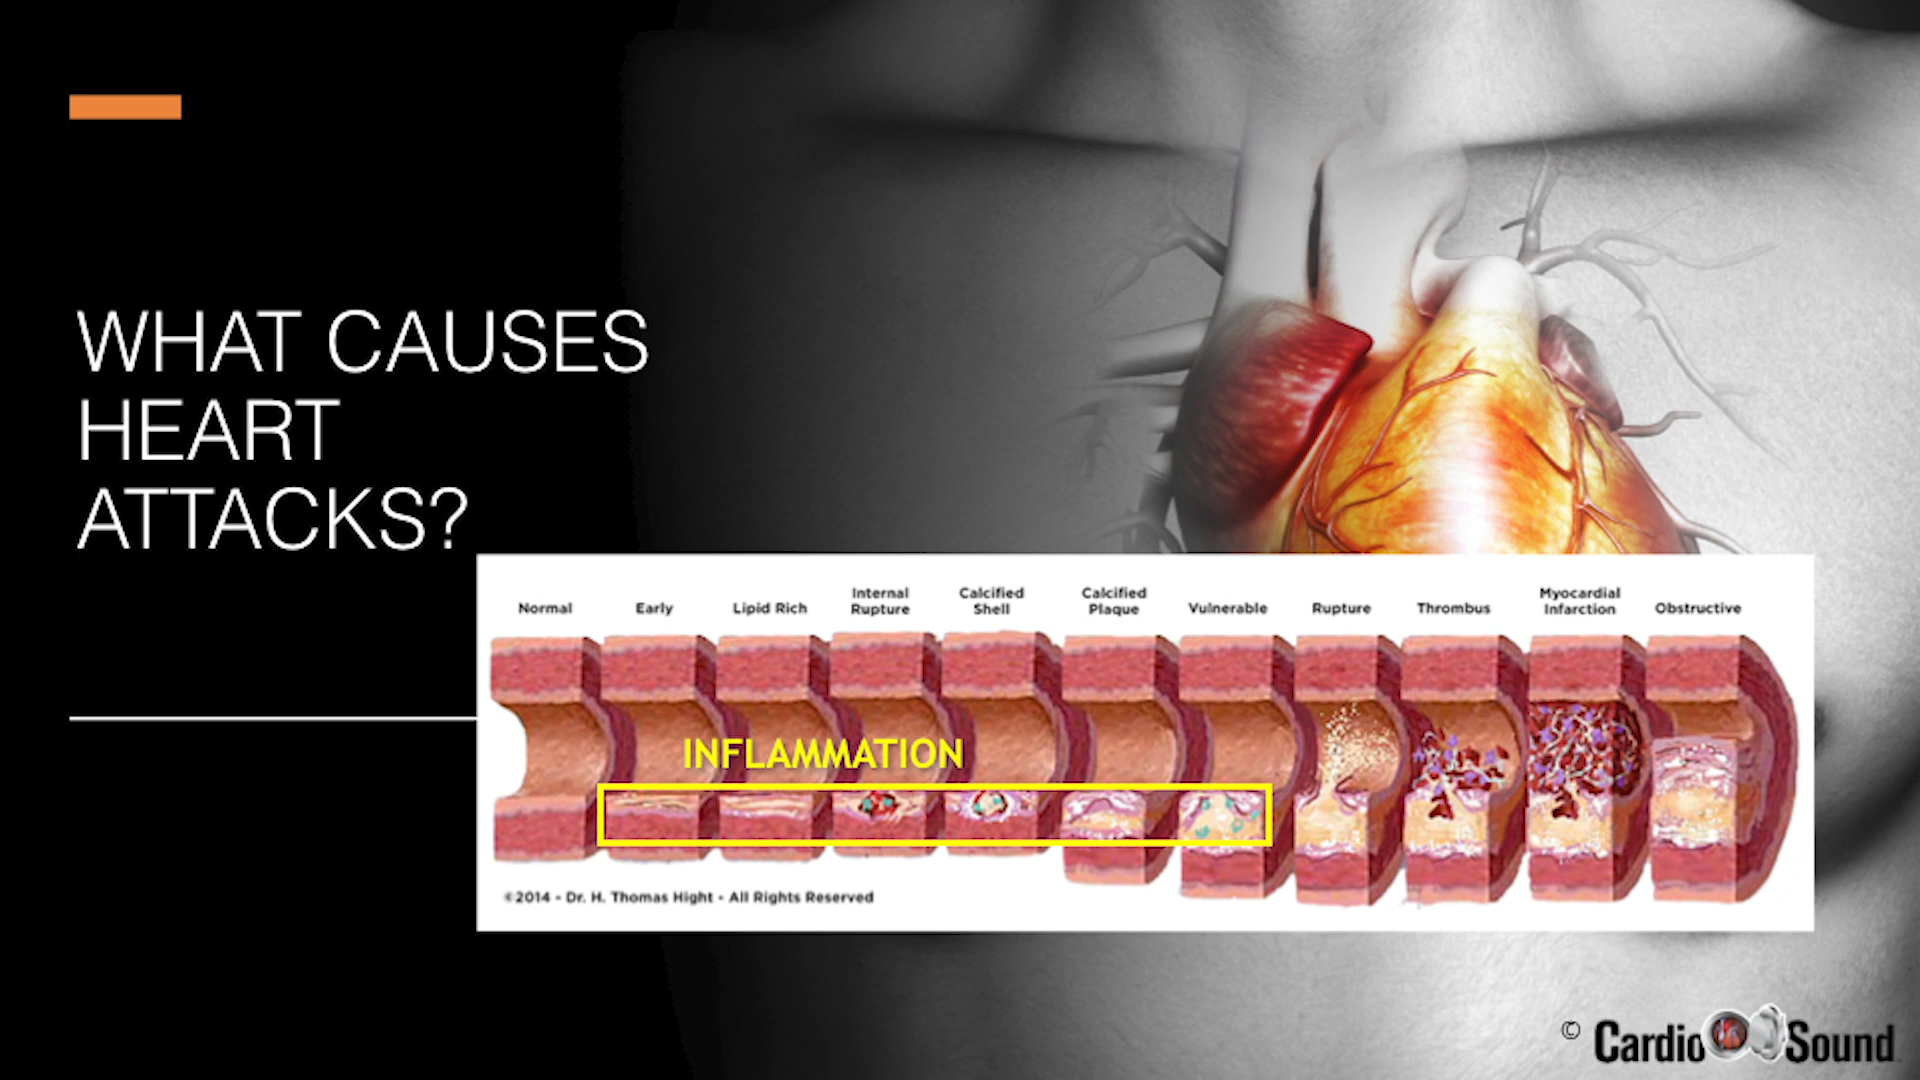 WHAT CAUSES
HEART
ATTACKS?
Normal
Early
Lipid Rich
Internal
Rupture
Calcified
Shell
Calcified
Plaque
Vulnerable
Rupture
Thrombus
Myocardial
Infarction
Obstructive
INFLAMMATION
©2014 - Dr. H. Thomas Hight - All Rights Reserved
© Cardio Sound